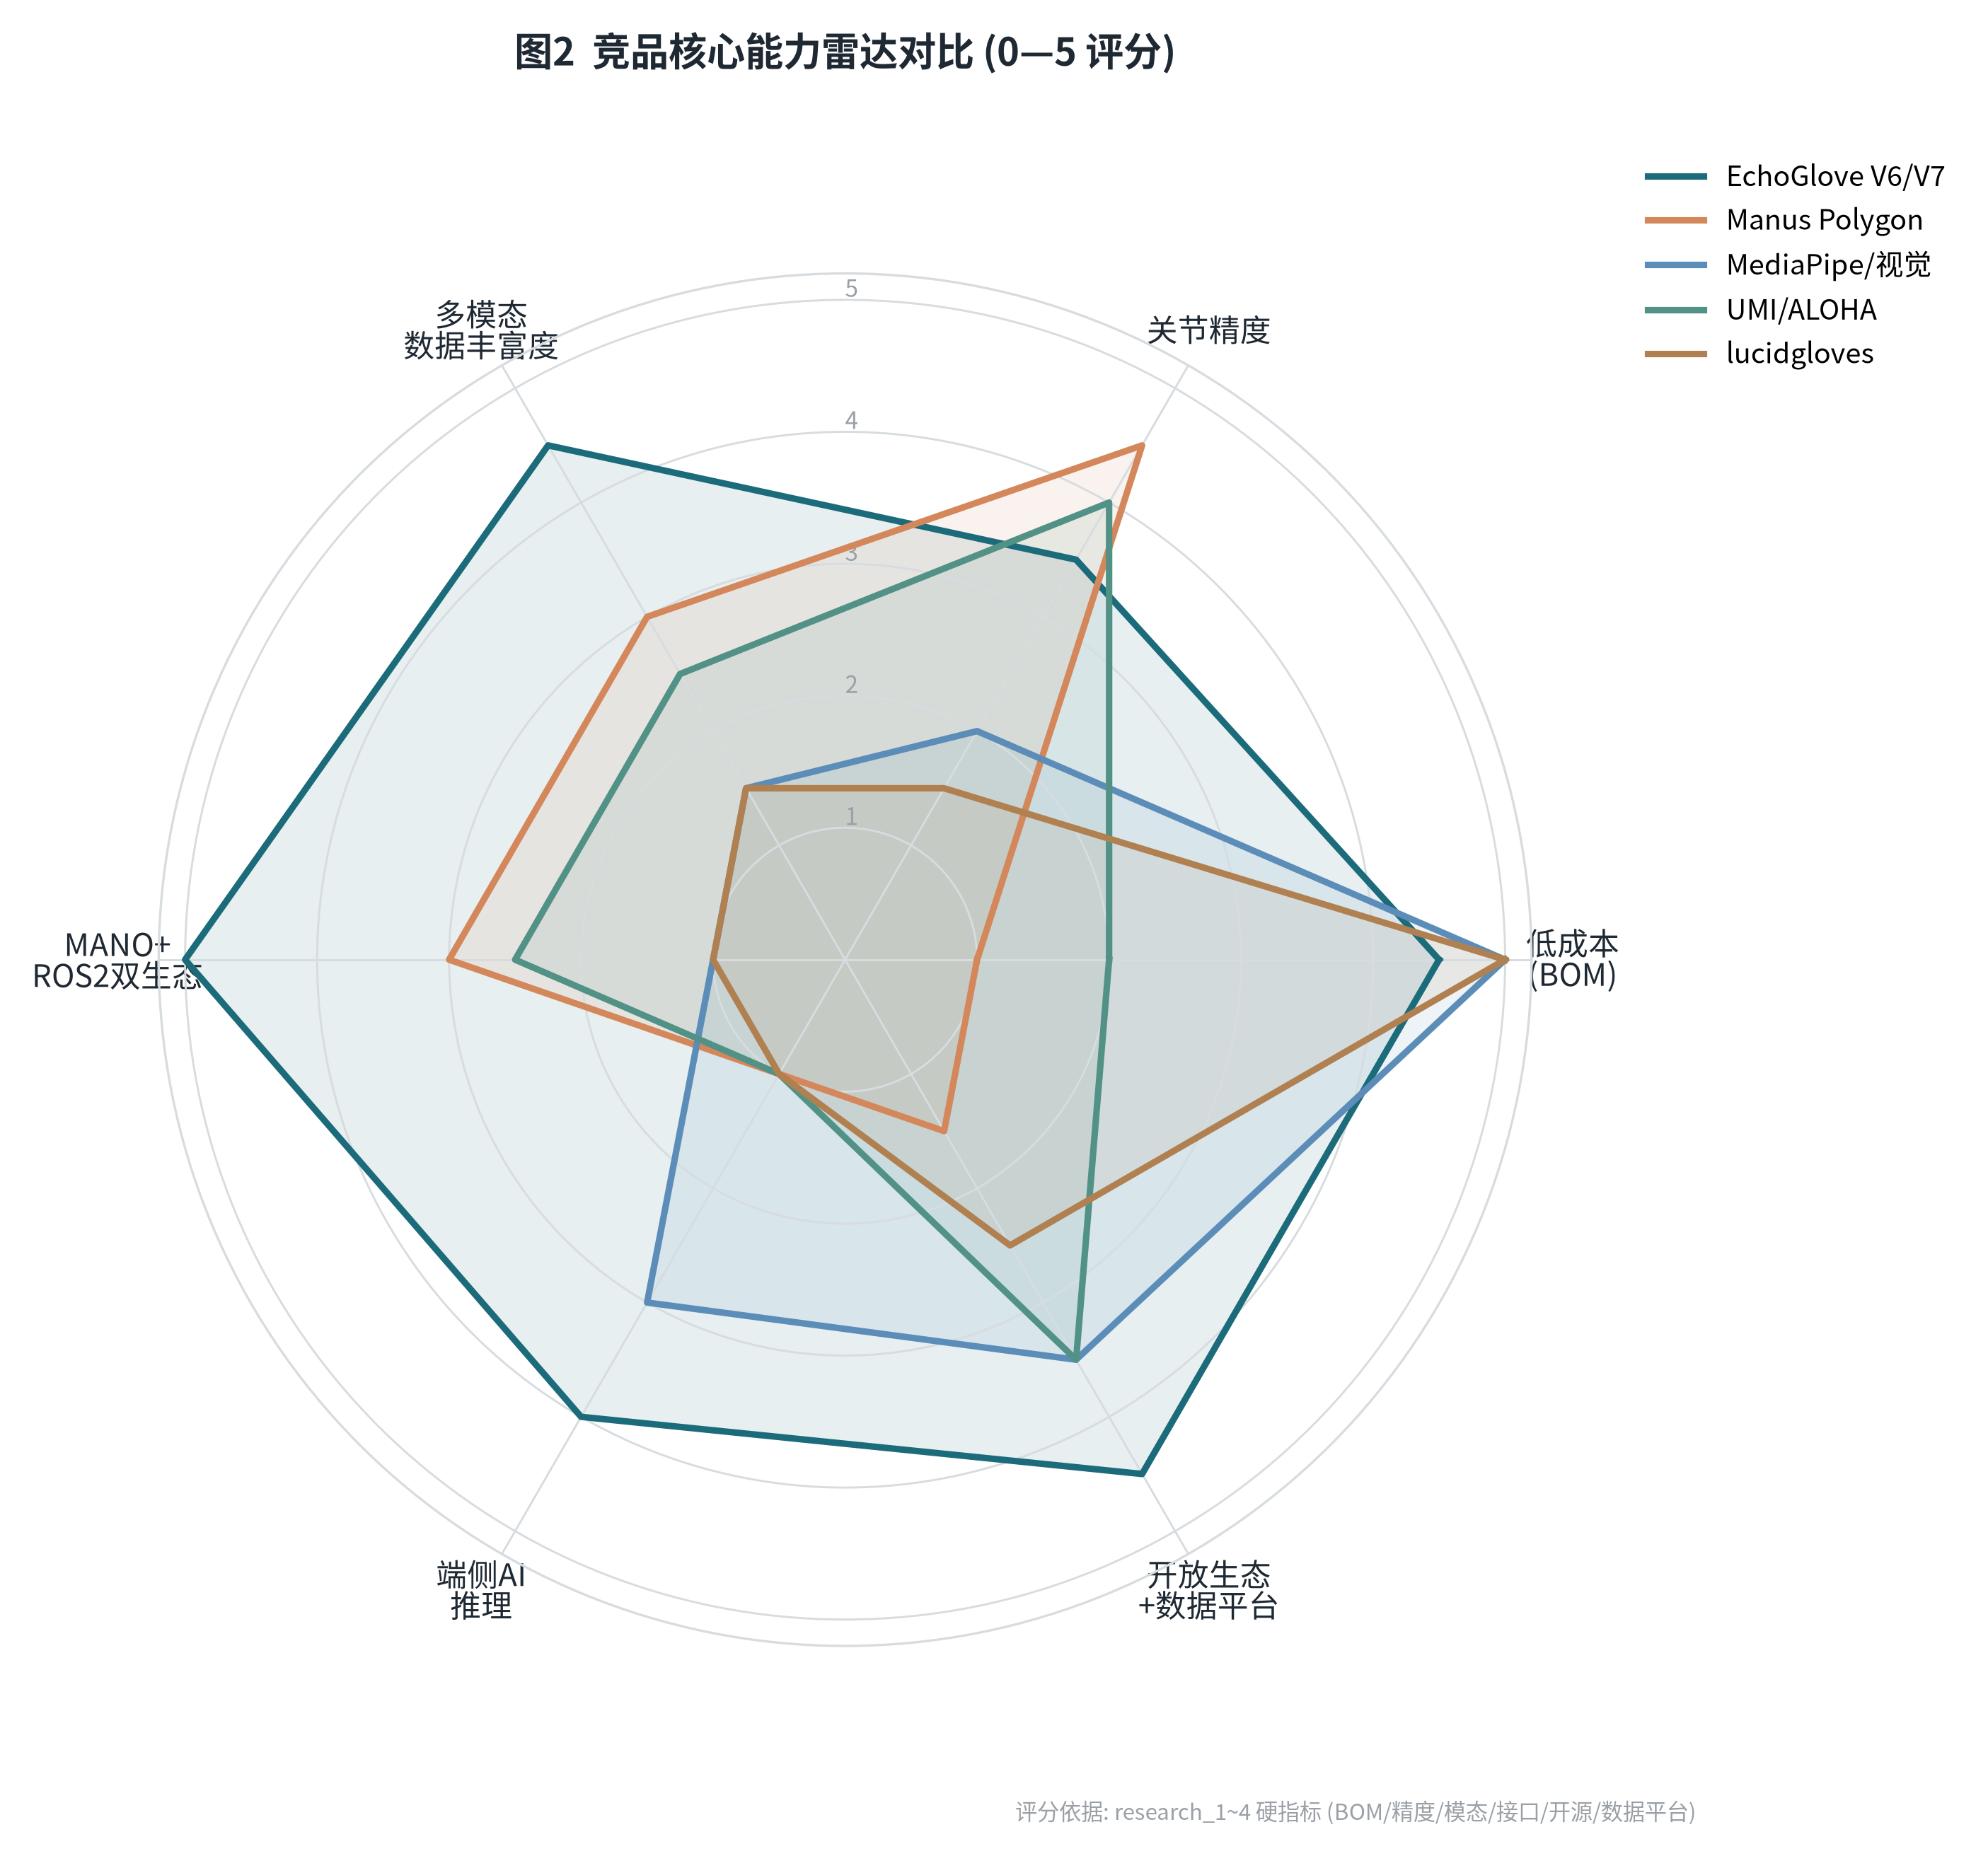 图2 竞品核心能力雷达对比 (0—5 评分)
EchoGlove V6/V7
Manus Polygon
MediaPipe/视觉
UMI/ALOHA
lucidgloves
5
多模态
数据丰富度
关节精度
4
3
2
1
MANO+
ROS2双生态
低成本
(BOM)
端侧AI
推理
开放生态
+数据平台
评分依据: research_1~4 硬指标 (BOM/精度/模态/接口/开源/数据平台)